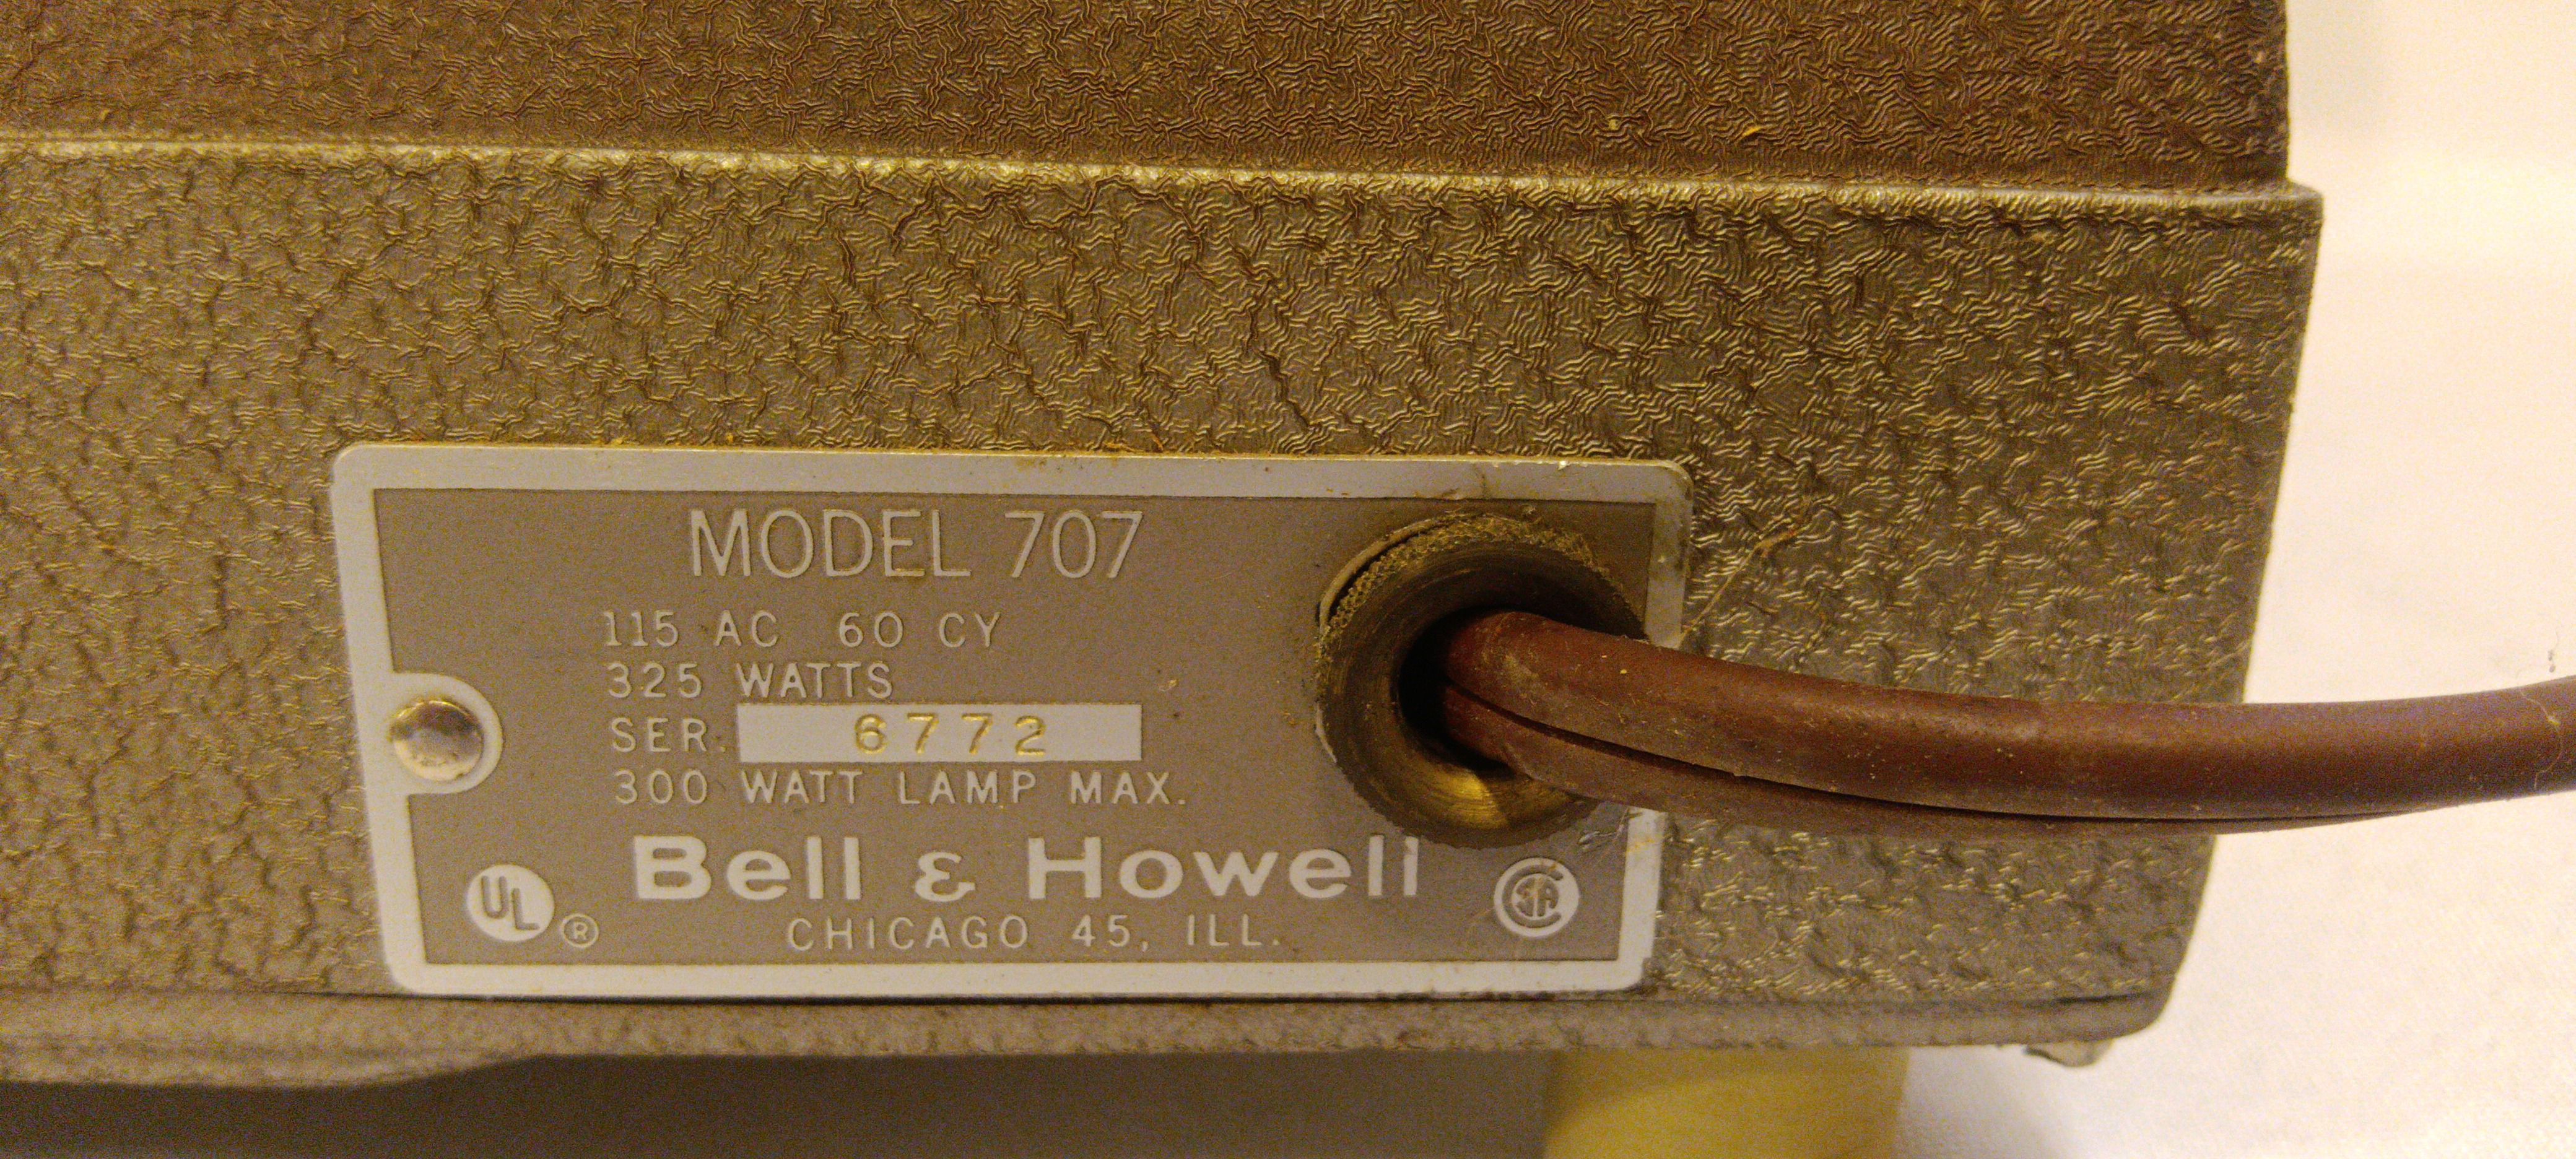 MODEL 707
115 AC 60 CY
325 WATTS
SER. 6772
300 WATT LAMP MAX.
Bell & Howell
UL ® CHICAGO 45, ILL. CSA